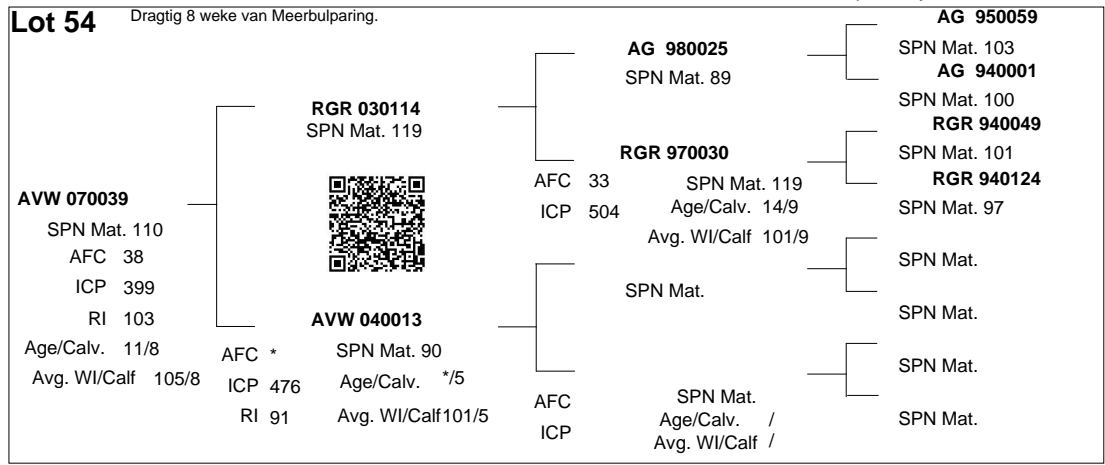 Lot 54
Dragtig 8 weke van Meerbulparing.
AG 950059
SPN Mat. 103
AG 980025
SPN Mat. 89
AG 940001
SPN Mat. 100
RGR 030114
SPN Mat. 119
RGR 940049
SPN Mat. 101
RGR 970030
AFC 33
SPN Mat. 119
ICP 504
Age/Calv. 14/9
Avg. WI/Calf 101/9
RGR 940124
SPN Mat. 97
AVW 070039
SPN Mat. 110
AFC 38
ICP 399
RI 103
Age/Calv. 11/8
Avg. WI/Calf 105/8
SPN Mat.
SPN Mat.
SPN Mat.
AVW 040013
SPN Mat. 90
AFC *
ICP 476
Age/Calv. */5
RI 91
Avg. WI/Calf 101/5
SPN Mat.
AFC
SPN Mat.
ICP
Age/Calv. /
Avg. WI/Calf /
SPN Mat.